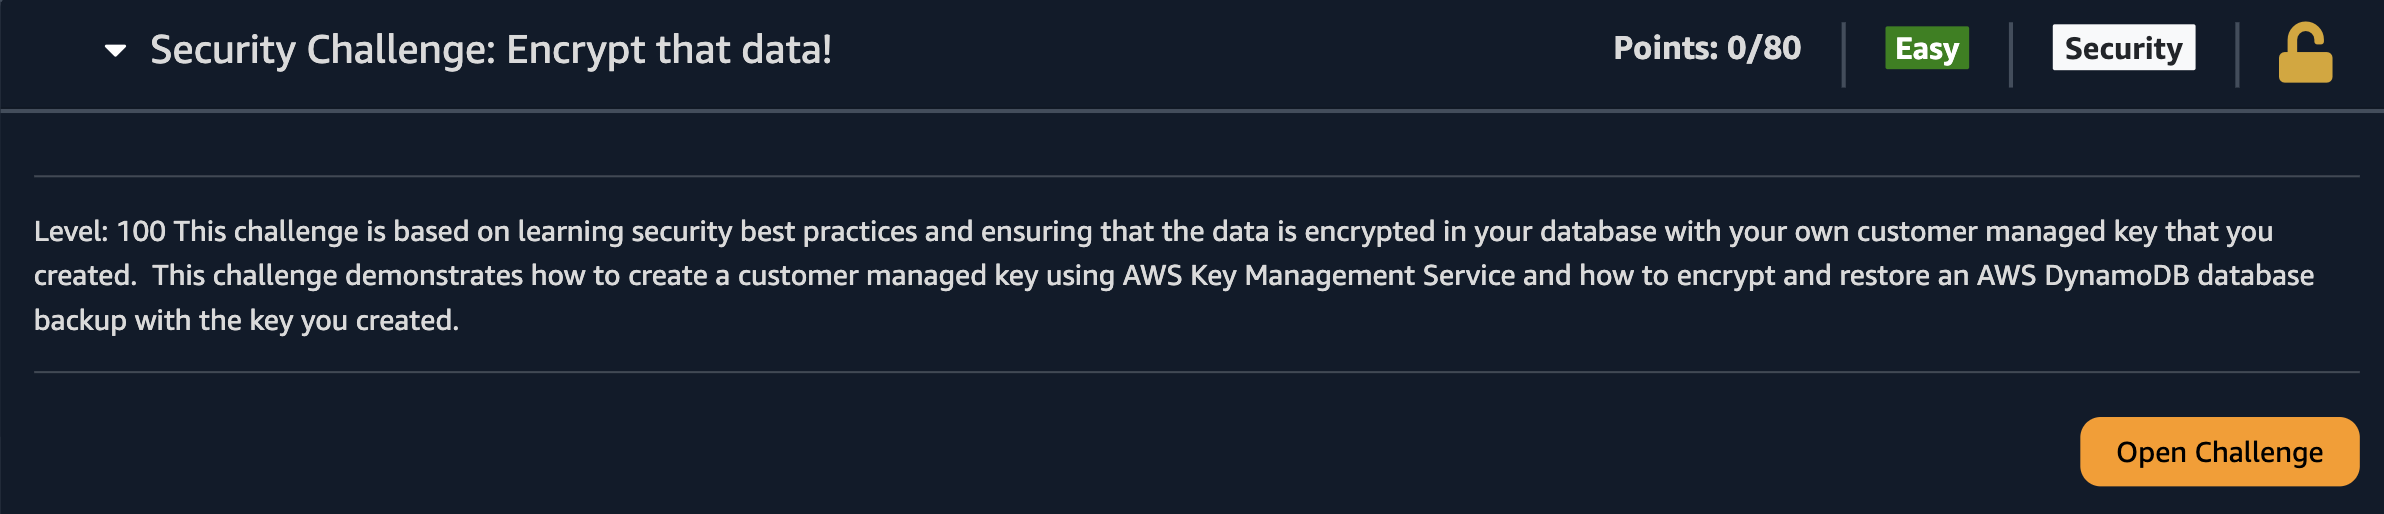 Security Challenge: Encrypt that data!
Points: 0/80
Easy
Security
Level: 100 This challenge is based on learning security best practices and ensuring that the data is encrypted in your database with your own customer managed key that you
created.  This challenge demonstrates how to create a customer managed key using AWS Key Management Service and how to encrypt and restore an AWS DynamoDB database
backup with the key you created.
Open Challenge